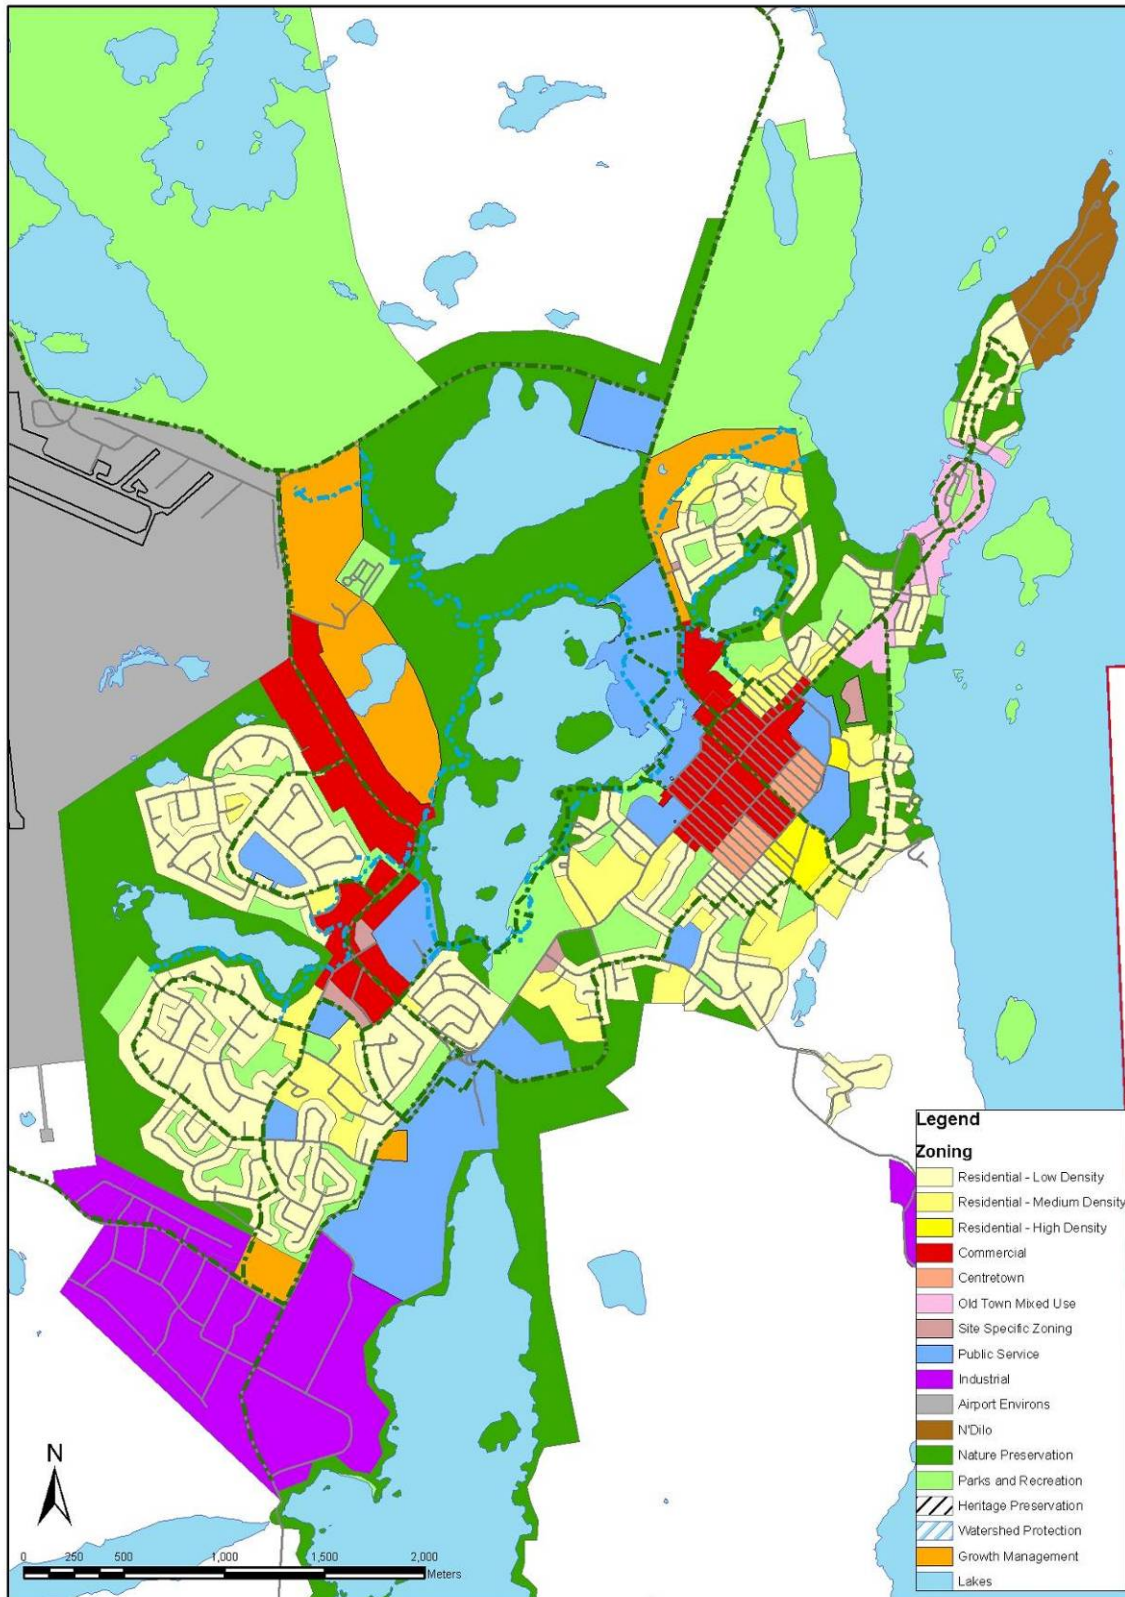 Legend
Zoning
Residential - Low Density
Residential - Medium Density
Residential - High Density
Commercial
Centretown
Old Town Mixed Use
Site Specific Zoning
Public Service
Industrial
Airport Environs
N'Dilo
Nature Preservation
Parks and Recreation
Heritage Preservation
Watershed Protection
Growth Management
Lakes
N
0 250 500 1,000 1,500 2,000
Meters